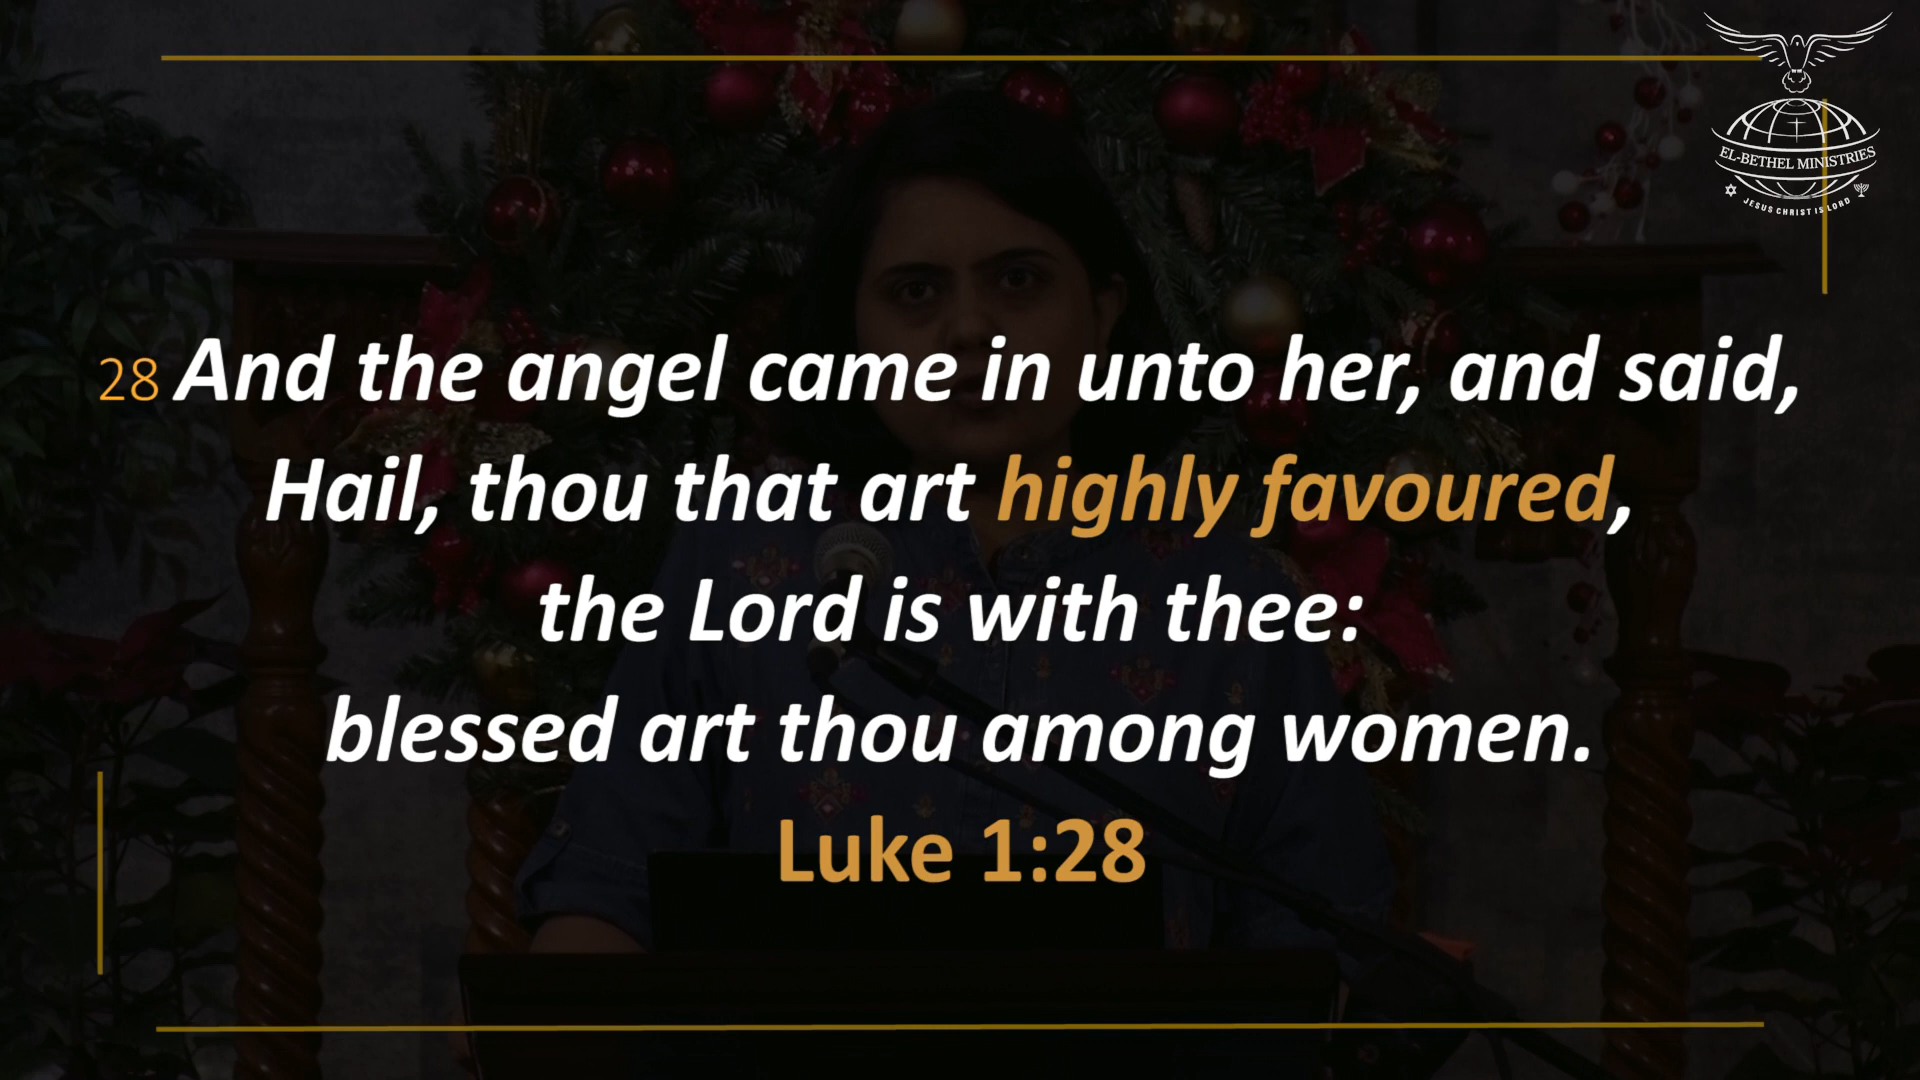 EL-BETHEL MINISTRIES
JESUS CHRIST IS LORD
28 And the angel came in unto her, and said,
Hail, thou that art highly favoured,
the Lord is with thee:
blessed art thou among women.
Luke 1:28